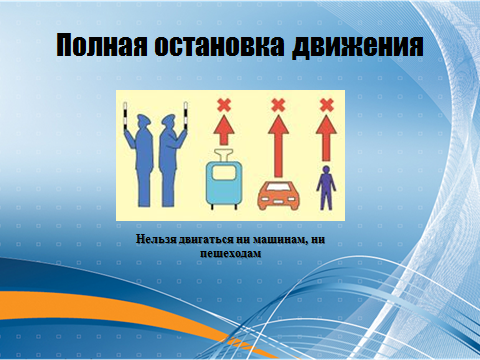 Полная остановка движения
Нельзя двигаться ни машинам, ни
пешеходам